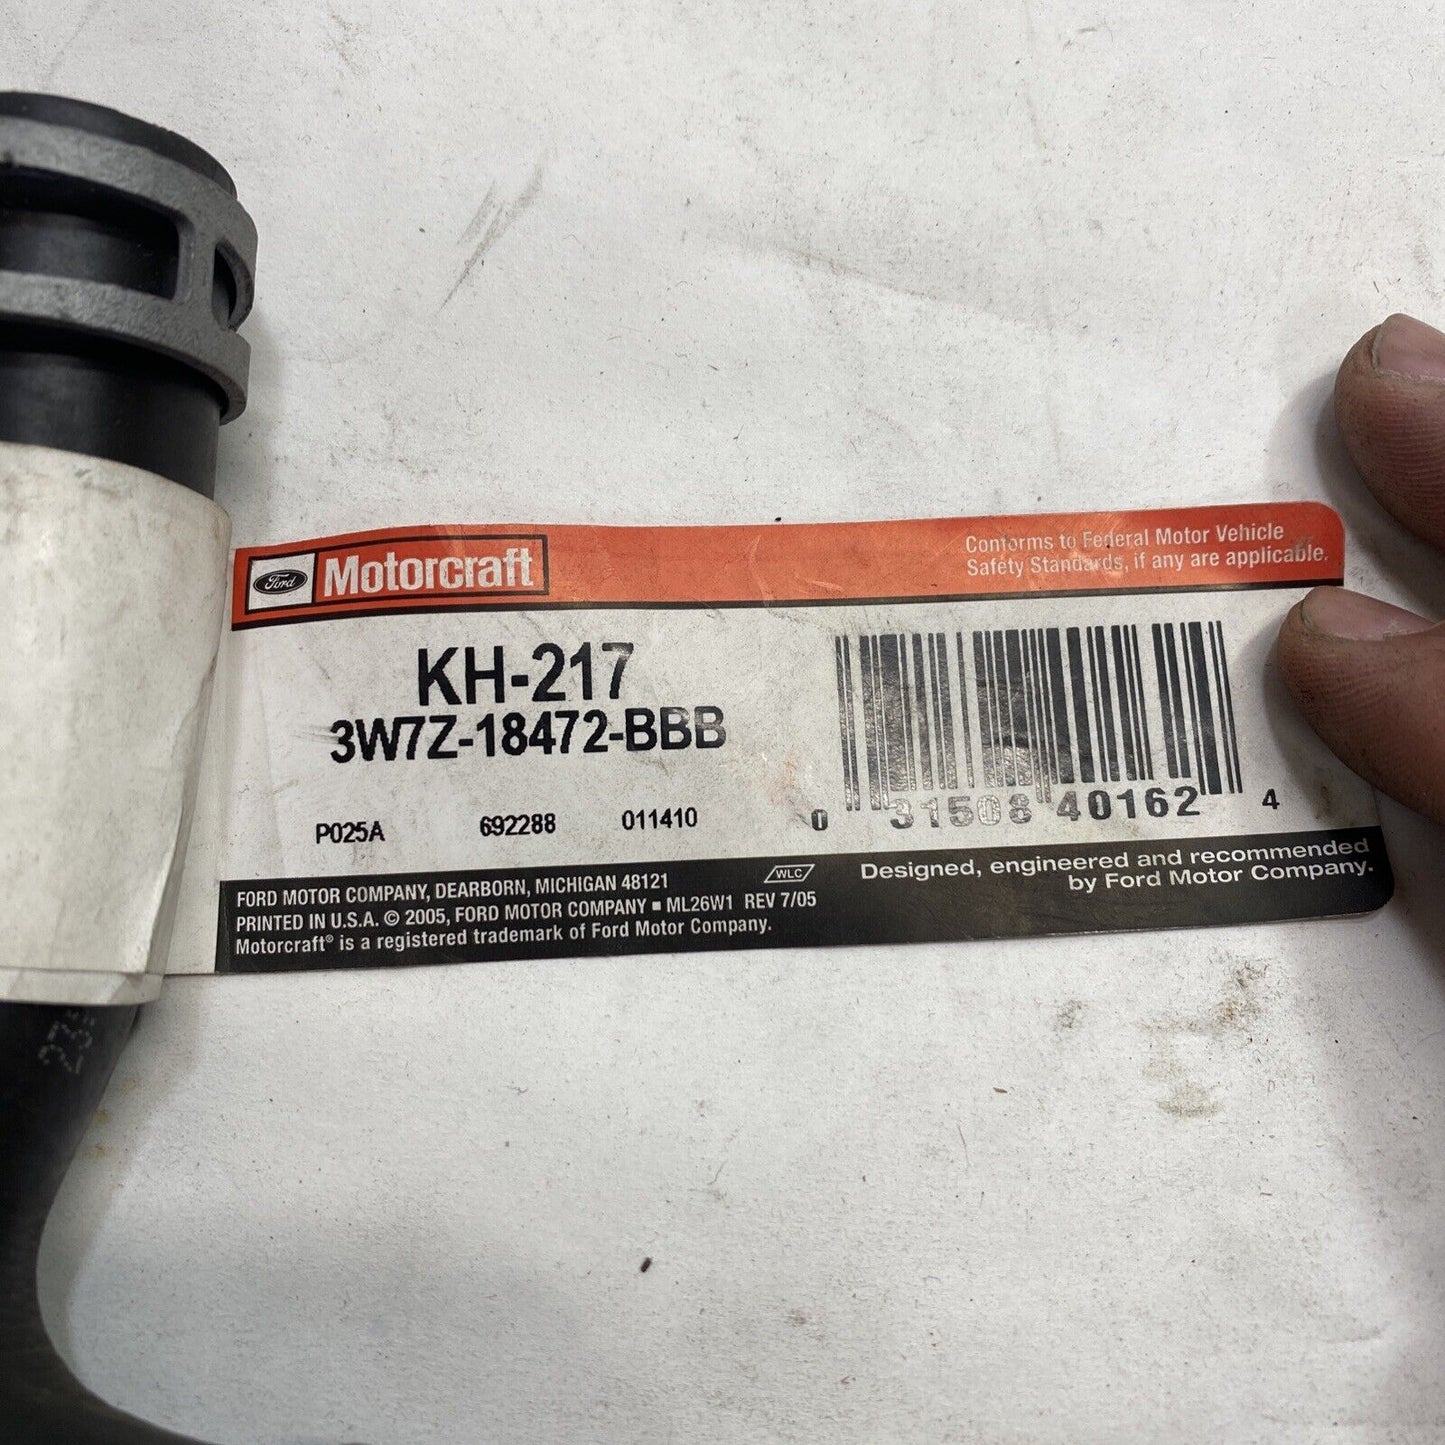 Ford Motorcraft
Conforms to Federal Motor Vehicle
Safety Standards, if any are applicable.
KH-217
3W7Z-18472-BBB
P025A 692288 011410
0 31508 40162 4
FORD MOTOR COMPANY, DEARBORN, MICHIGAN 48121
PRINTED IN U.S.A. © 2005, FORD MOTOR COMPANY ■ ML26W1 REV 7/05
Motorcraft® is a registered trademark of Ford Motor Company.
WLC
Designed, engineered and recommended
by Ford Motor Company.